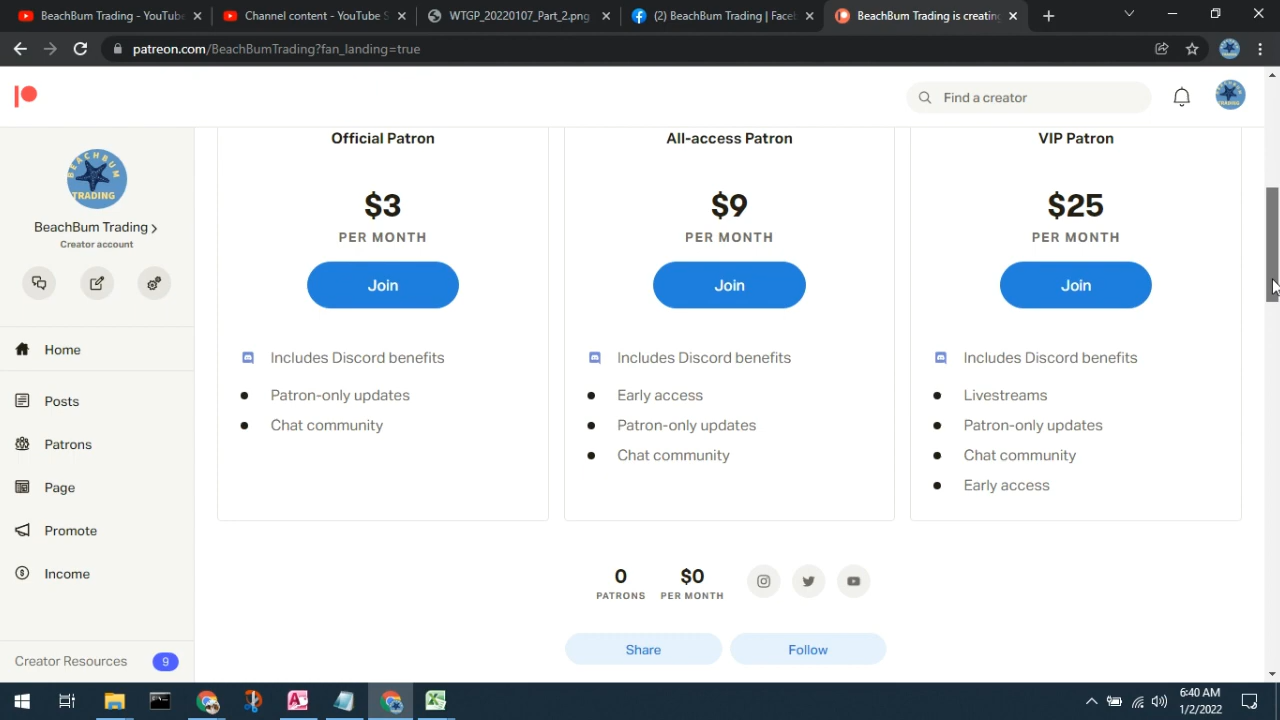 BeachBum Trading - YouTube
Channel content - YouTube S
WTGP_20220107_Part_2.png
(2) BeachBum Trading | Faceb
BeachBum Trading is creating
patreon.com/BeachBumTrading?fan_landing=true
Find a creator
BEACHBUM
TRADING
BeachBum Trading
Creator account
Home
Posts
Patrons
Page
Promote
Income
Creator Resources 9
Official Patron
$3
PER MONTH
Join
Includes Discord benefits
Patron-only updates
Chat community
All-access Patron
$9
PER MONTH
Join
Includes Discord benefits
Early access
Patron-only updates
Chat community
VIP Patron
$25
PER MONTH
Join
Includes Discord benefits
Livestreams
Patron-only updates
Chat community
Early access
0
PATRONS
$0
PER MONTH
Share
Follow
6:40 AM
1/2/2022